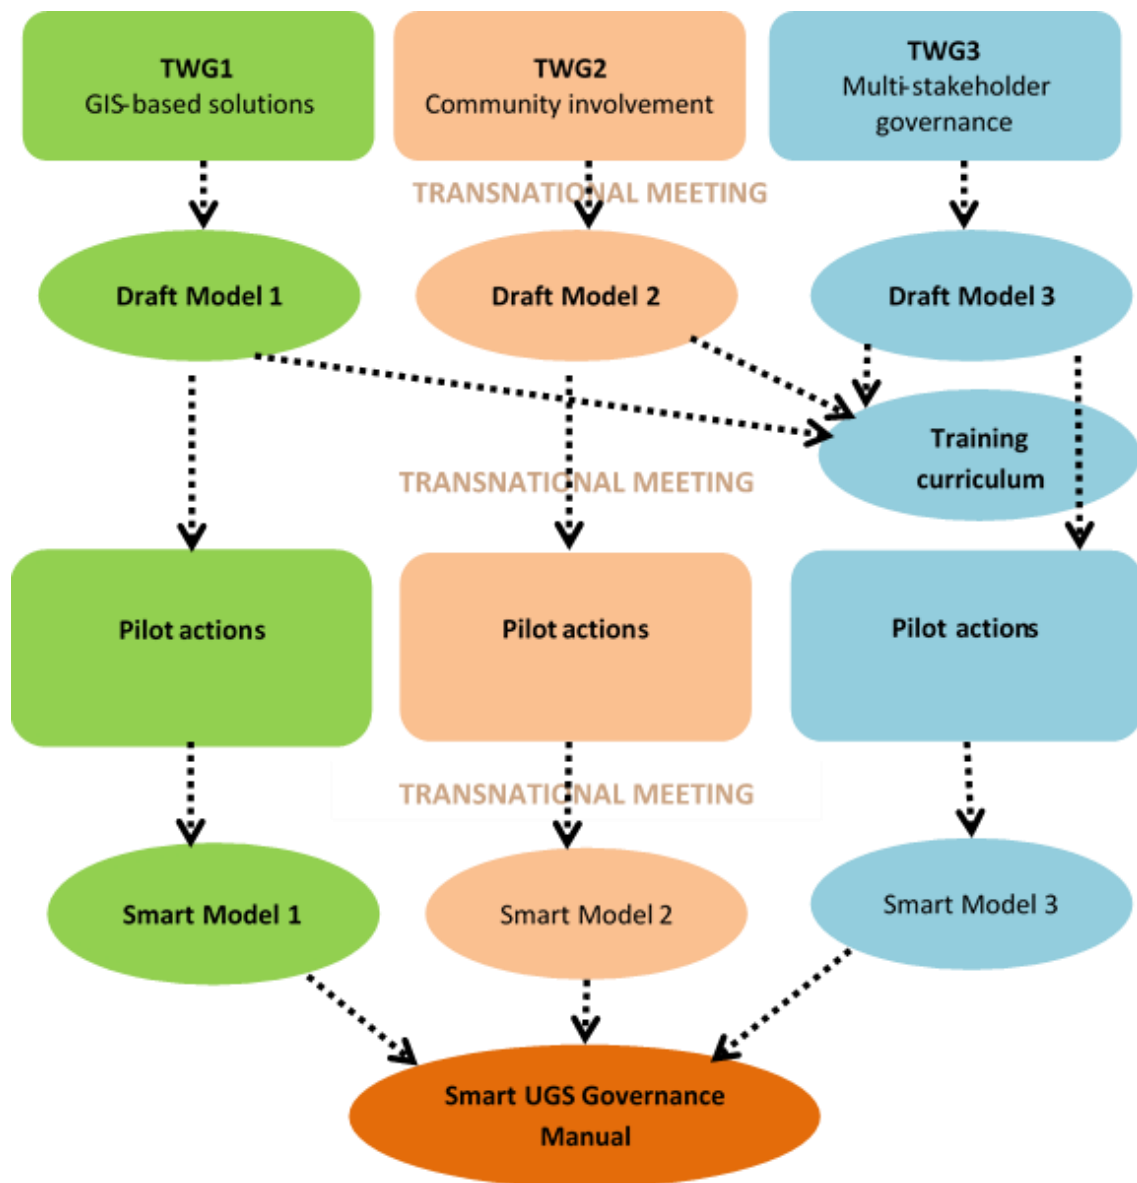 TWG1
GIS-based solutions
TWG2
Community involvement
TWG3
Multi-stakeholder
governance
TRANSNATIONAL MEETING
Draft Model 1
Draft Model 2
Draft Model 3
Training
curriculum
TRANSNATIONAL MEETING
Pilot actions
Pilot actions
Pilot actions
TRANSNATIONAL MEETING
Smart Model 1
Smart Model 2
Smart Model 3
Smart UGS Governance
Manual